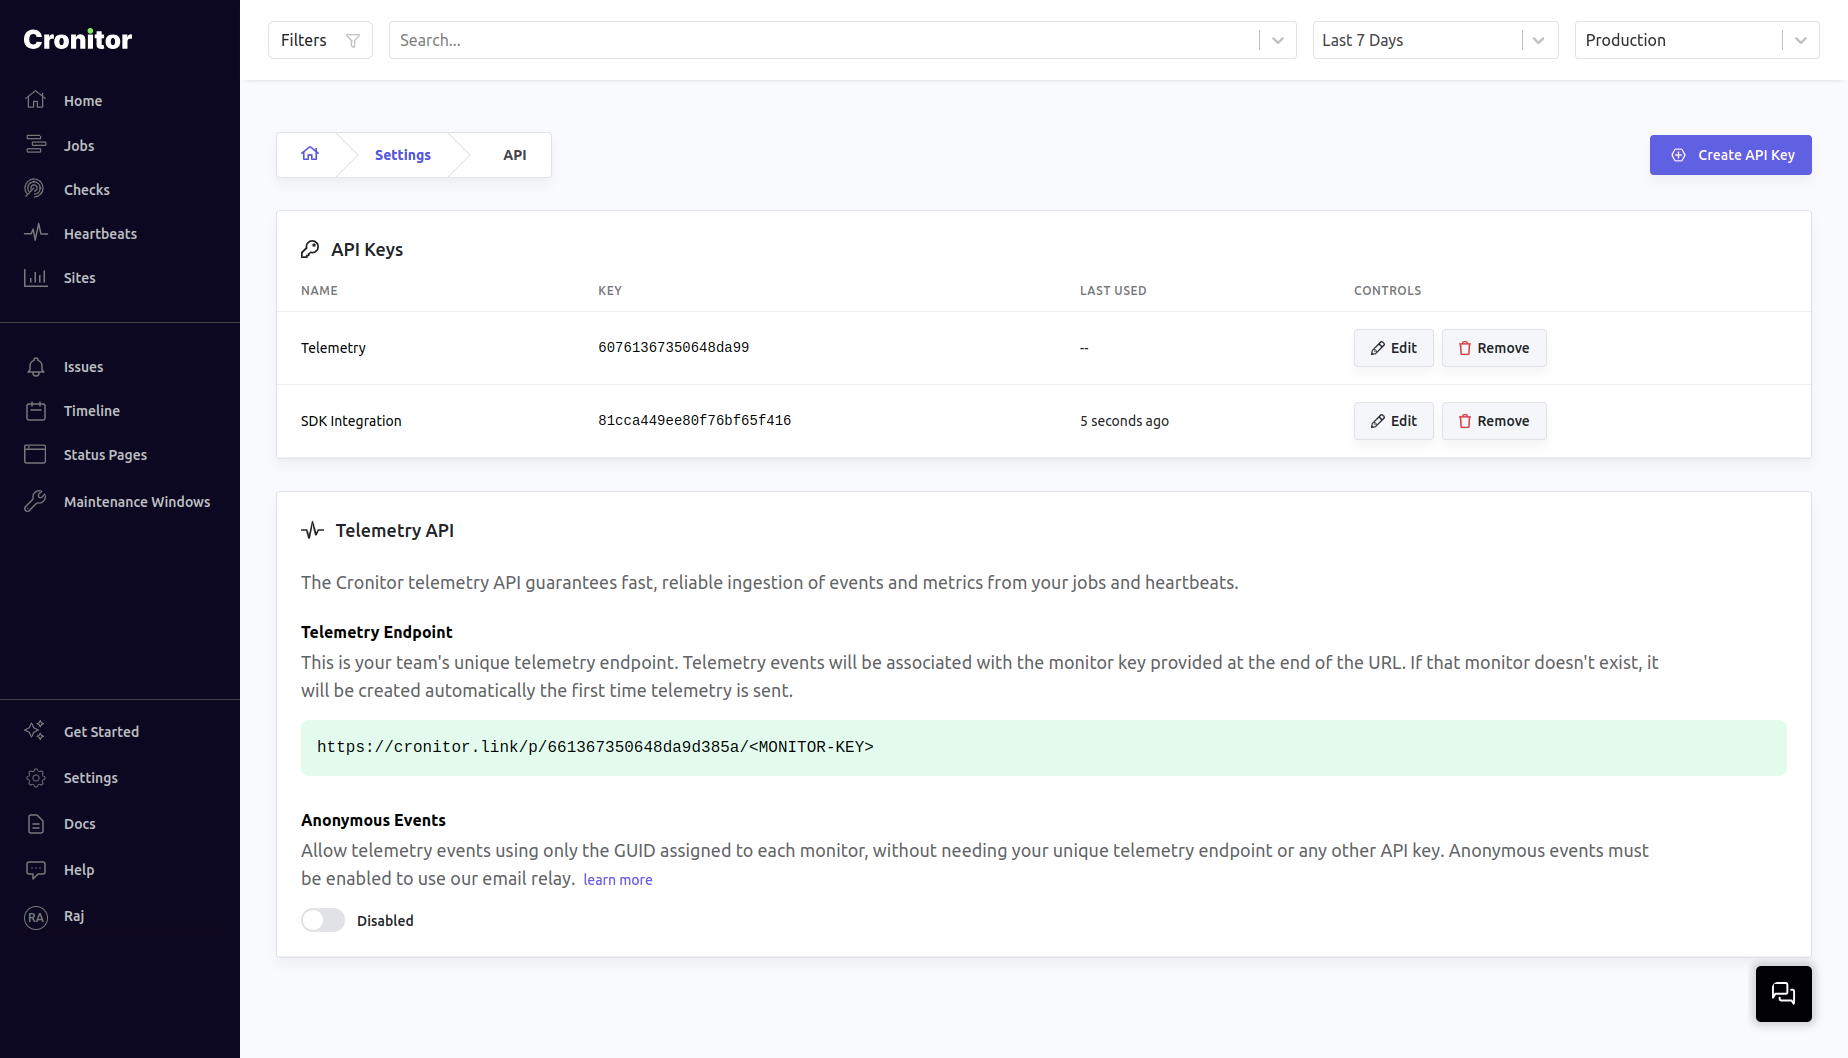 Cronitor
Home
Jobs
Checks
Heartbeats
Sites
Issues
Timeline
Status Pages
Maintenance Windows
Get Started
Settings
Docs
Help
RA Raj
Filters Search... Last 7 Days Production
Settings API Create API Key
API Keys
NAME KEY LAST USED CONTROLS
Telemetry 60761367350648da99 -- Edit Remove
SDK Integration 81cca449ee80f76bf65f416 5 seconds ago Edit Remove
Telemetry API
The Cronitor telemetry API guarantees fast, reliable ingestion of events and metrics from your jobs and heartbeats.
Telemetry Endpoint
This is your team's unique telemetry endpoint. Telemetry events will be associated with the monitor key provided at the end of the URL. If that monitor doesn't exist, it
will be created automatically the first time telemetry is sent.
https://cronitor.link/p/661367350648da9d385a/<MONITOR-KEY>
Anonymous Events
Allow telemetry events using only the GUID assigned to each monitor, without needing your unique telemetry endpoint or any other API key. Anonymous events must
be enabled to use our email relay. learn more
Disabled